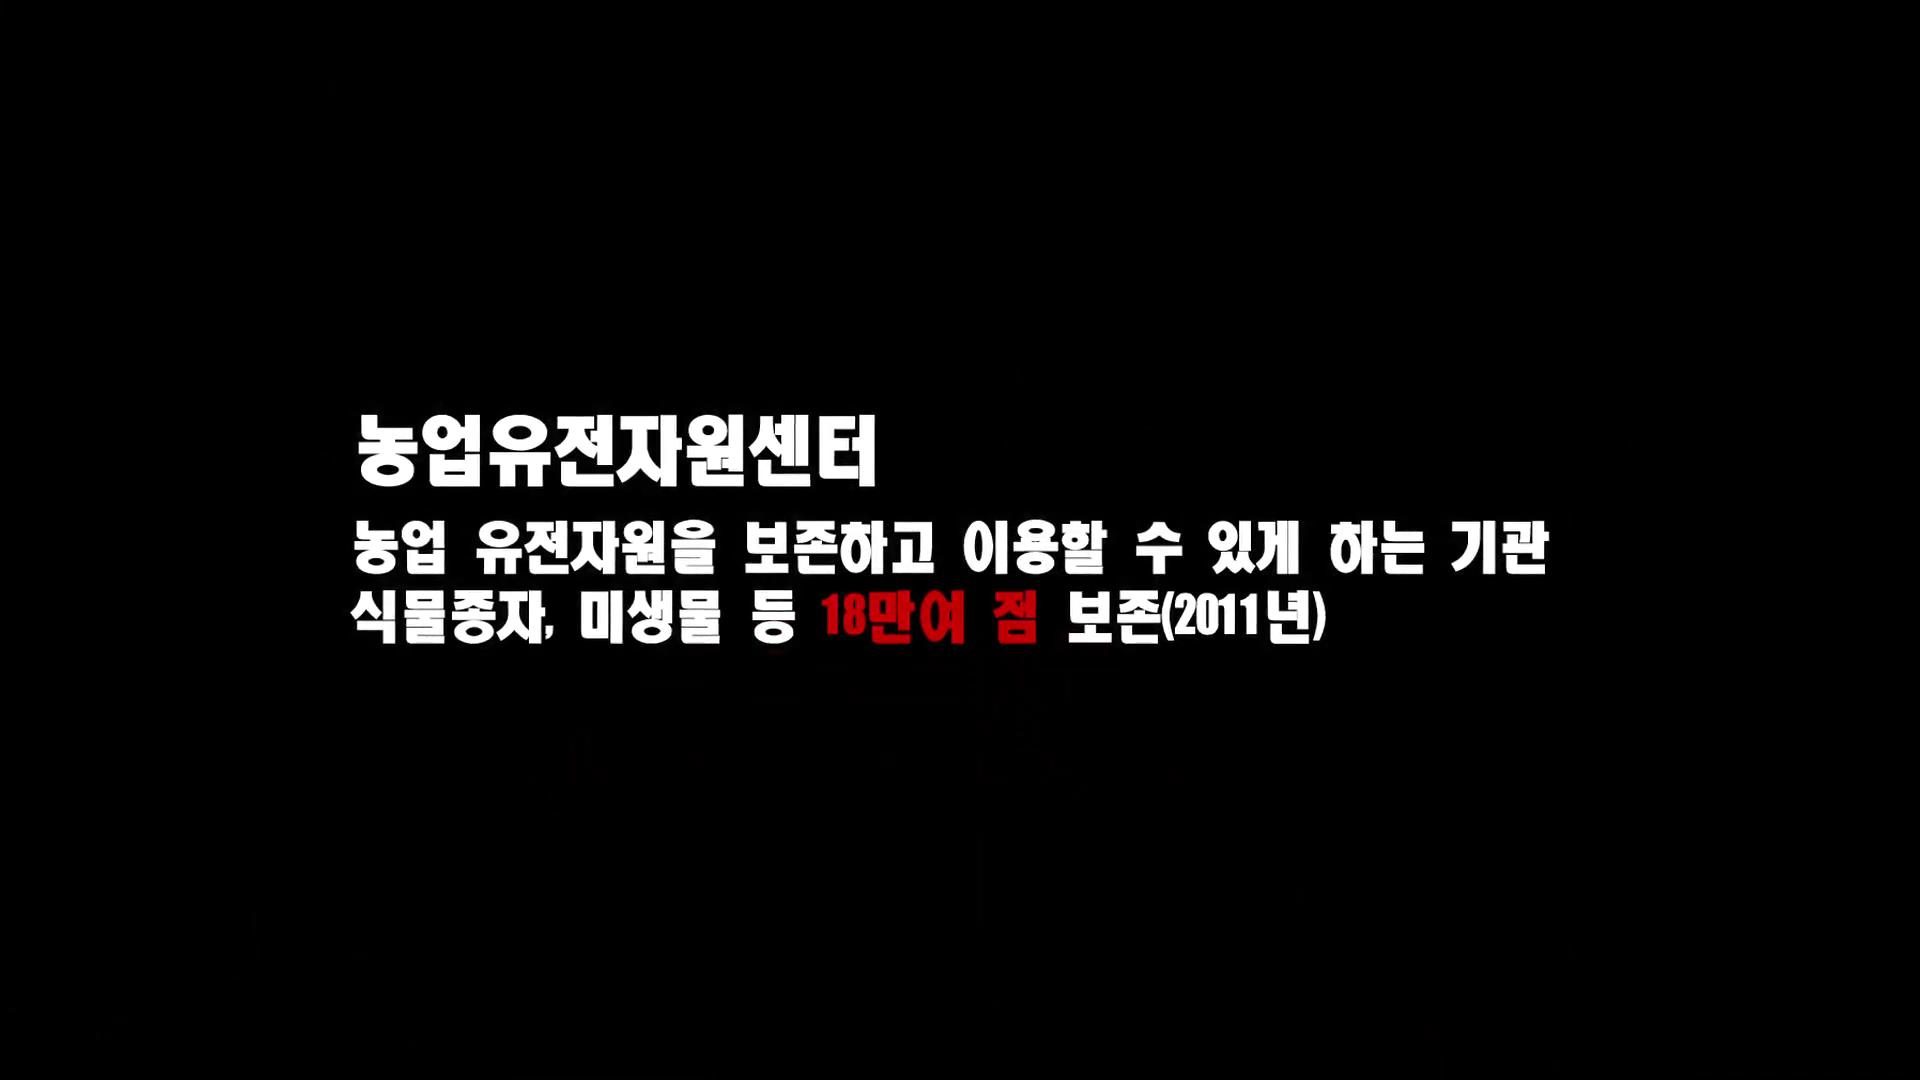 농업유전자원센터
농업 유전자원을 보존하고 이용할 수 있게 하는 기관
식물종자, 미생물 등 18만여 점 보존(2011년)